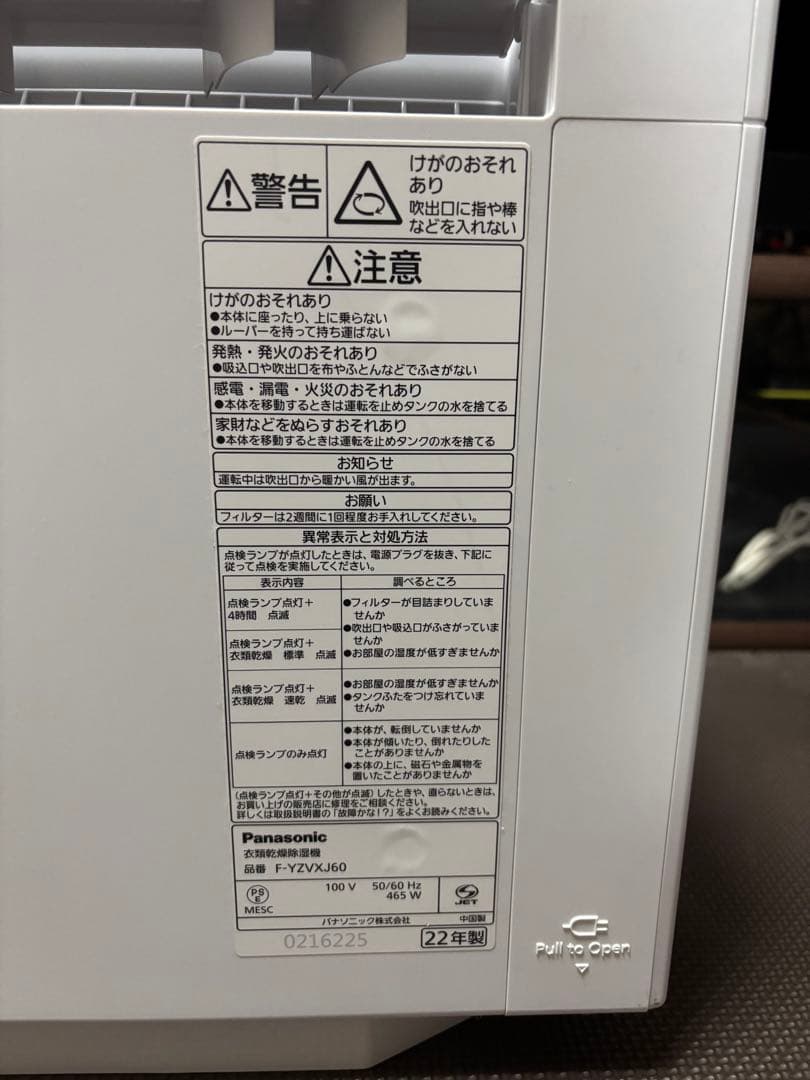 警告
けがのおそれ
あり
吹出口に指や棒
などを入れない
注意
けがのおそれあり
●本体に座ったり、上に乗らない
●ルーバーを持って持ち運ばない
発熱・発火のおそれあり
●吸込口や吹出口を布やふとんなどでふさがない
感電・漏電・火災のおそれあり
●本体を移動するときは運転を止めタンクの水を捨てる
家財などをぬらすおそれあり
●本体を移動するときは運転を止めタンクの水を捨てる
お知らせ
運転中は吹出口から暖かい風が出ます。
お願い
フィルターは2週間に1回程度お手入れしてください。
異常表示と対処方法
点検ランプが点灯したときは、電源プラグを抜き、下記に
従って点検を実施してください。
表示内容
調べるところ
点検ランプ点灯+
4時間 点滅
点検ランプ点灯+
衣類乾燥 標準 点滅
●フィルターが目詰まりしていま
せんか
●吹出口や吸込口がふさがっていま
せんか
●お部屋の湿度が低すぎませんか
点検ランプ点灯+
衣類乾燥 速乾 点滅
●お部屋の湿度が低すぎませんか
●タンクふたをつけ忘れていま
せんか
点検ランプのみ点灯
●本体が、転倒していませんか
●本体が傾いたり、倒れたりした
ことがありませんか
●本体の上に、磁石や金属物を
置いたことがありませんか
(点検ランプ点灯+その他が点滅)したときや、直らないときは、
お買い上げの販売店に修理をご相談ください。
詳しくは取扱説明書の「故障かな!?」をよくお読みください。
Panasonic
衣類乾燥除湿機
品番 F-YZVXJ60
PS
E
MESC
100 V 50/60 Hz
465 W
JET
パナソニック株式会社
中国製
0216225
22年製
Pull to Open